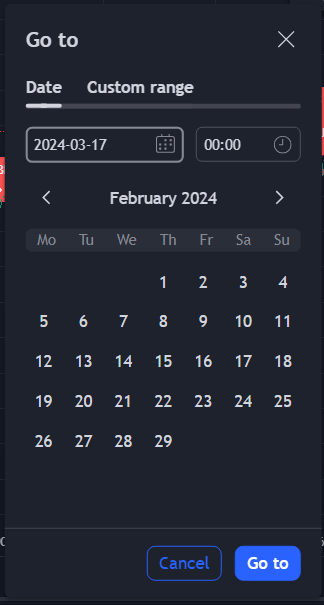 Go to
Date Custom range
2024-03-17 00:00
February 2024
Mo Tu We Th Fr Sa Su
1 2 3 4
5 6 7 8 9 10 11
12 13 14 15 16 17 18
19 20 21 22 23 24 25
26 27 28 29
Cancel Go to